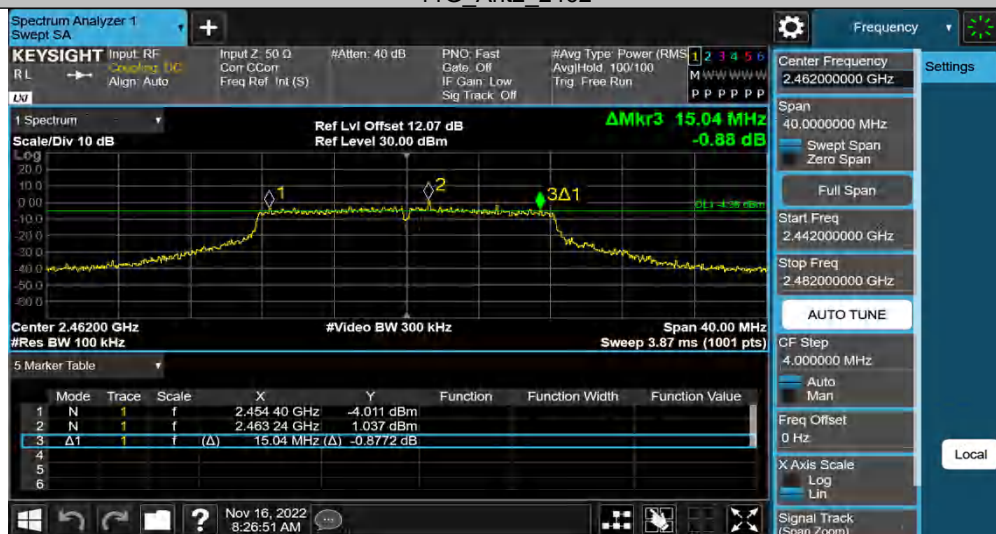 Spectrum Analyzer 1
Swept SA
Frequency
KEYSIGHT Input: RF
Coupling: DC
Align: Auto
RL
LXI
Input Z: 50 Ω
Corr CCorr
Freq Ref: Int (S)
#Atten: 40 dB
PNO: Fast
Gate: Off
IF Gain: Low
Sig Track: Off
#Avg Type: Power (RMS
Avg|Hold: 100/100
Trig: Free Run
1 2 3 4 5 6
M W W W W W
P P P P P P
1 Spectrum
Scale/Div 10 dB
Ref Lvl Offset 12.07 dB
Ref Level 30.00 dBm
ΔMkr3 15.04 MHz
-0.88 dB
Log
20.0
10.0
0.00
-10.0
-20.0
-30.0
-40.0
-50.0
-60.0
1
2
3Δ1
Center 2.46200 GHz
#Res BW 100 kHz
#Video BW 300 kHz
Span 40.00 MHz
Sweep 3.87 ms (1001 pts)
5 Marker Table
Mode Trace Scale X Y Function Function Width Function Value
1 N 1 f 2.454 40 GHz -4.011 dBm
2 N 1 f 2.463 24 GHz 1.037 dBm
3 Δ1 1 f (Δ) 15.04 MHz (Δ) -0.8772 dB
4
5
6
Nov 16, 2022
8:26:51 AM
Center Frequency
2.462000000 GHz
Settings
Span
40.0000000 MHz
Swept Span
Zero Span
Full Span
Start Freq
2.442000000 GHz
Stop Freq
2.482000000 GHz
AUTO TUNE
CF Step
4.000000 MHz
Auto
Man
Freq Offset
0 Hz
X Axis Scale
Log
Lin
Local
Signal Track
(Span Zoom)